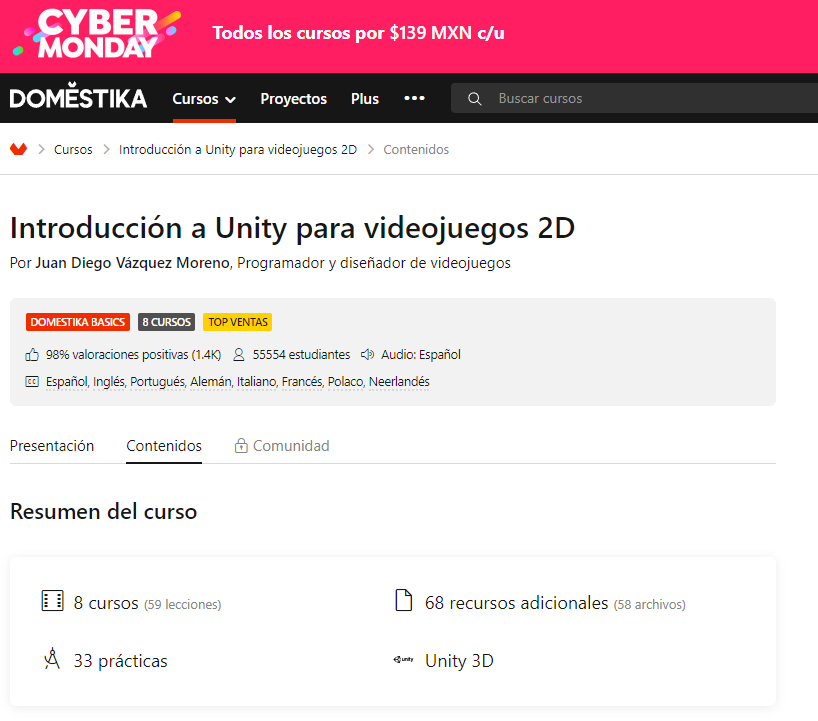 CYBER
MONDAY
Todos los cursos por $139 MXN c/u
DOMĚSTIKA Cursos Proyectos Plus ••• Buscar cursos
Cursos > Introducción a Unity para videojuegos 2D > Contenidos
Introducción a Unity para videojuegos 2D
Por Juan Diego Vázquez Moreno, Programador y diseñador de videojuegos
DOMESTIKA BASICS 8 CURSOS TOP VENTAS
98% valoraciones positivas (1.4K) 55554 estudiantes Audio: Español
CC Español, Inglés, Portugués, Alemán, Italiano, Francés, Polaco, Neerlandés
Presentación Contenidos Comunidad
Resumen del curso
8 cursos (59 lecciones) 68 recursos adicionales (58 archivos)
33 prácticas unity Unity 3D